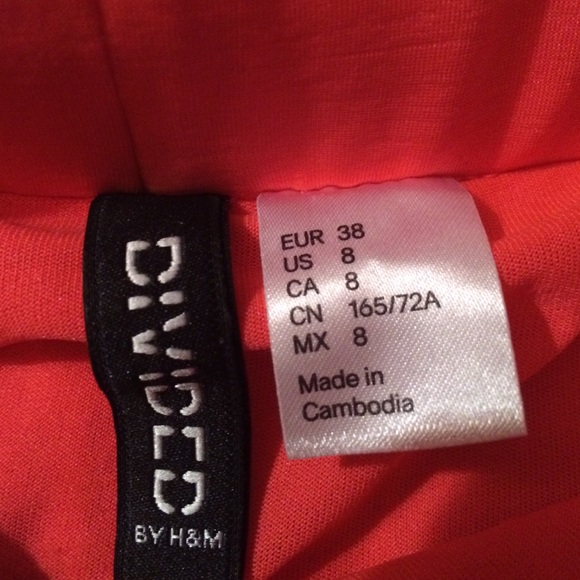 DIVIDED
BY H&M
EUR 38
US 8
CA 8
CN 165/72A
MX 8
Made in
Cambodia